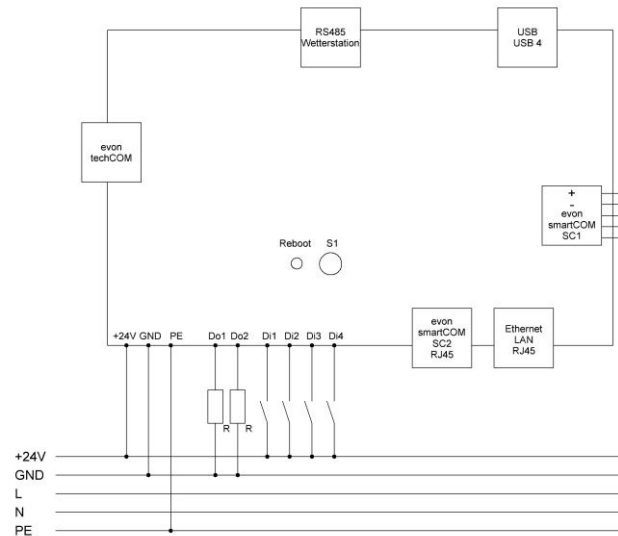 RS485
Wetterstation
USB
USB 4
evon
techCOM
+
-
evon
smartCOM
SC1
Reboot
S1
evon
smartCOM
SC2
RJ45
Ethernet
LAN
RJ45
+24V GND PE Do1 Do2 Di1 Di2 Di3 Di4
R R
+24V
GND
L
N
PE